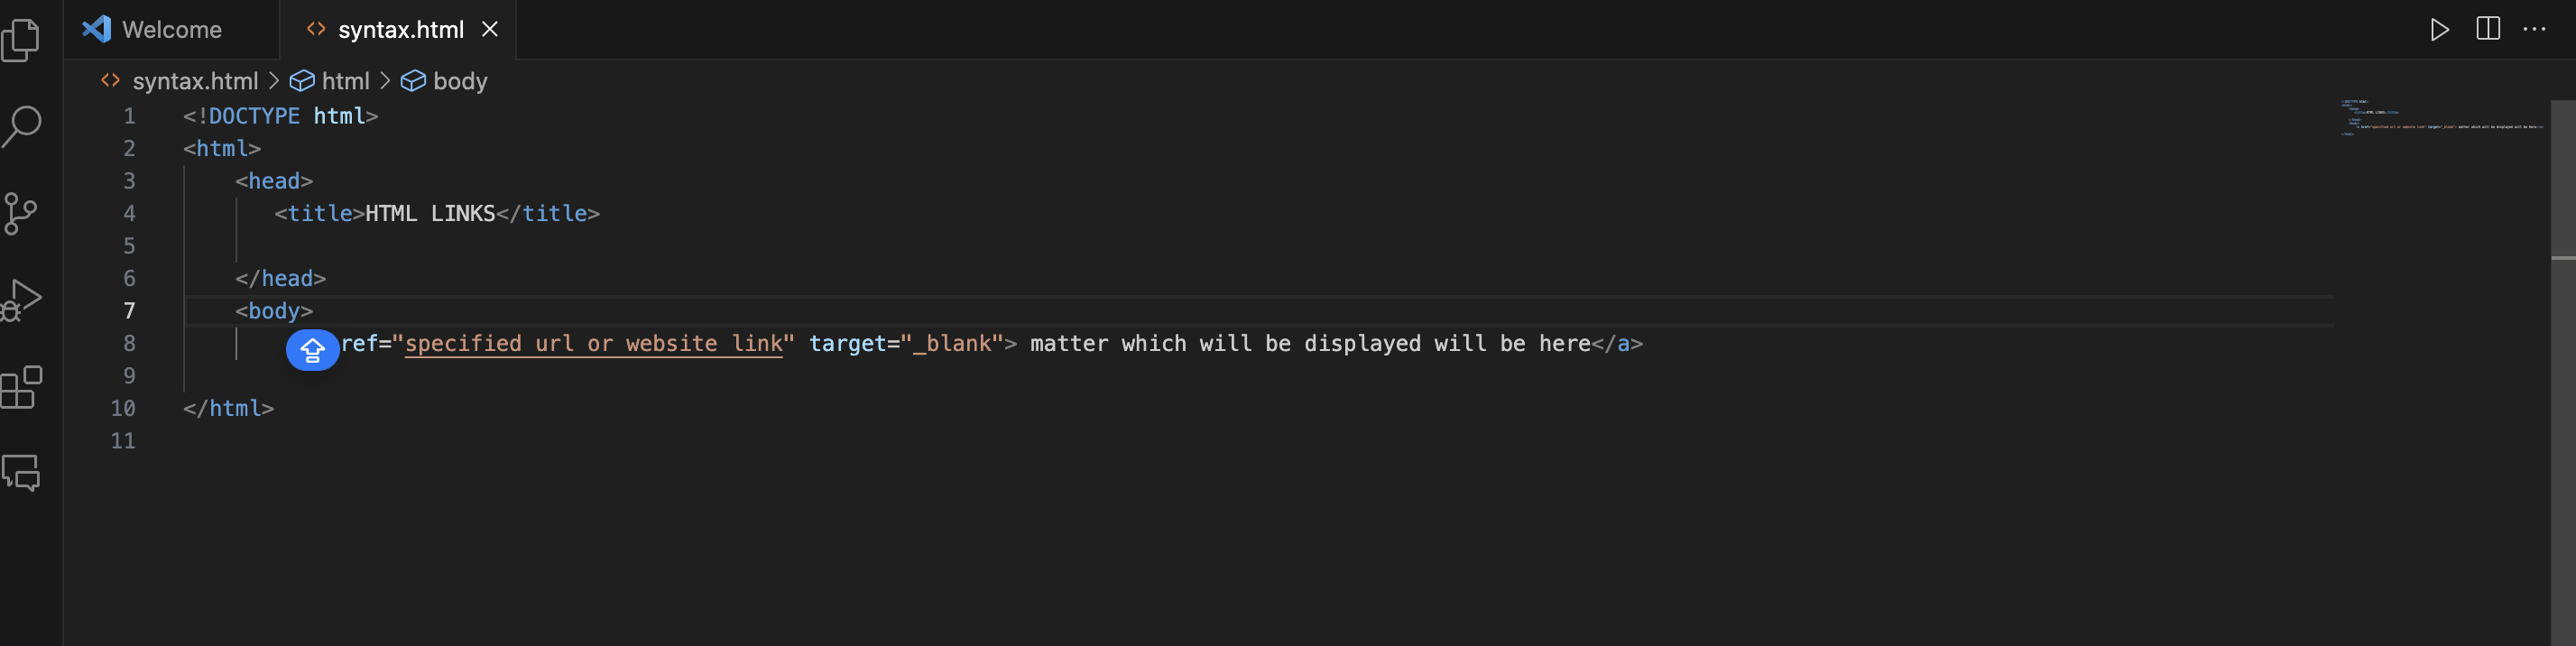 Welcome
syntax.html
syntax.html > html > body
1 <!DOCTYPE html>
2 <html>
3 <head>
4 <title>HTML LINKS</title>
5
6 </head>
7 <body>
8 ref="specified url or website link" target="_blank"> matter which will be displayed will be here</a>
9
10 </html>
11